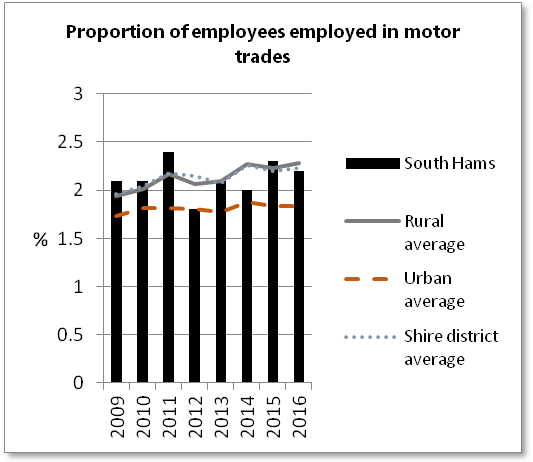 Proportion of employees employed in motor
trades
3
2.5
2
1.5
1
0.5
0
%
2009
2010
2011
2012
2013
2014
2015
2016
South Hams
Rural
average
Urban
average
Shire district
average